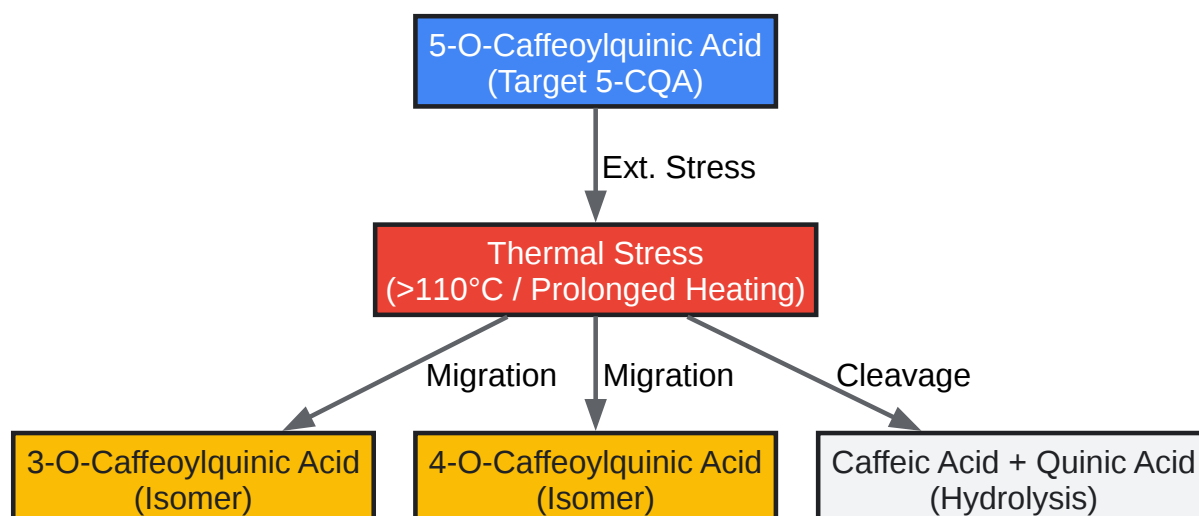 5-O-Caffeoylquinic Acid
(Target 5-CQA)
Ext. Stress
Thermal Stress
(>110°C / Prolonged Heating)
Migration
Migration
Cleavage
3-O-Caffeoylquinic Acid
(Isomer)
4-O-Caffeoylquinic Acid
(Isomer)
Caffeic Acid + Quinic Acid
(Hydrolysis)